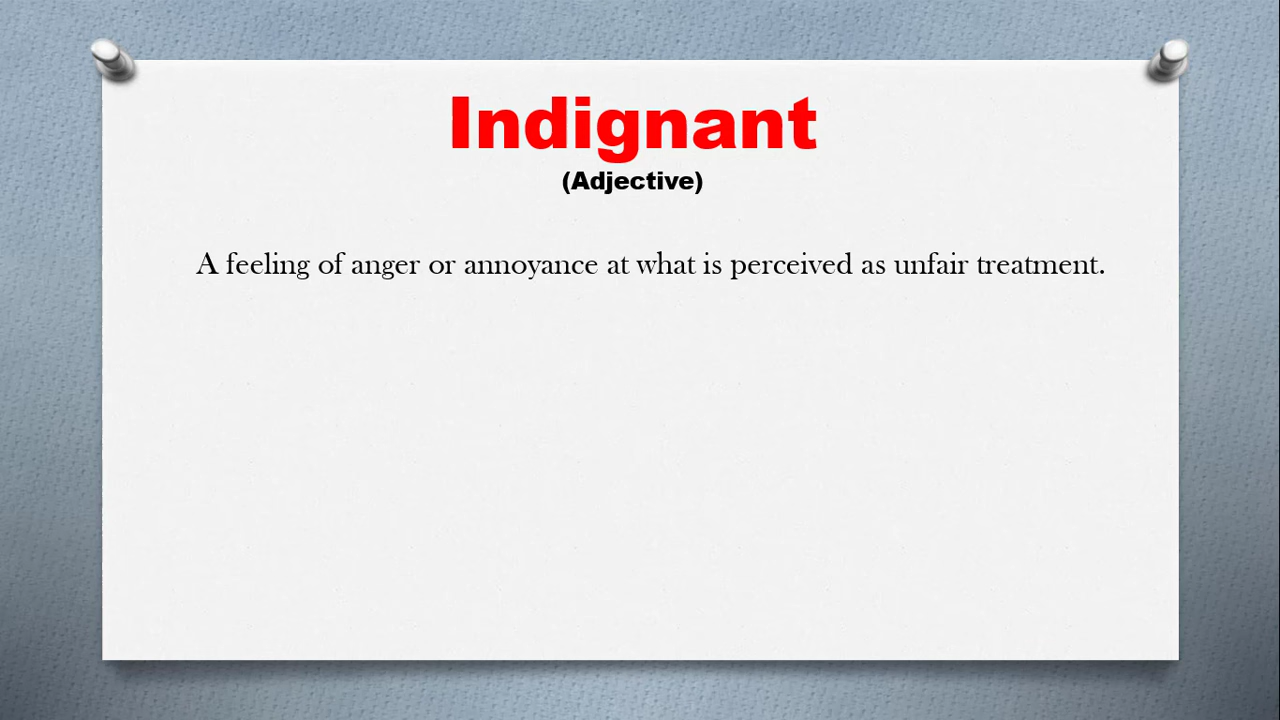 Indignant
(Adjective)
A feeling of anger or annoyance at what is perceived as unfair treatment.